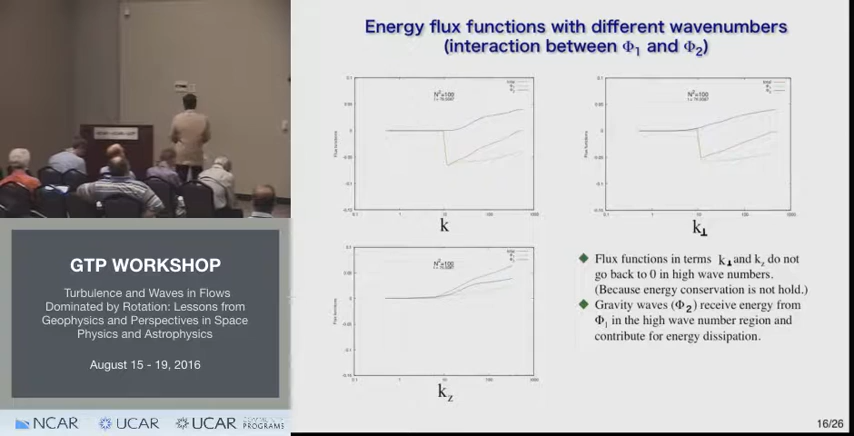 Energy flux functions with different wavenumbers
(interaction between Φ₁ and Φ₂)
N²=100
k
N²=100
k⊥
N²=100
k_z
Flux functions in terms k⊥ and k_z do not
go back to 0 in high wave numbers.
(Because energy conservation is not hold.)
Gravity waves (Φ₂) receive energy from
Φ₁ in the high wave number region and
contribute for energy dissipation.
16/26
GTP WORKSHOP
Turbulence and Waves in Flows
Dominated by Rotation: Lessons from
Geophysics and Perspectives in Space
Physics and Astrophysics
August 15 - 19, 2016
NCAR
UCAR
UCAR
PROGRAMS